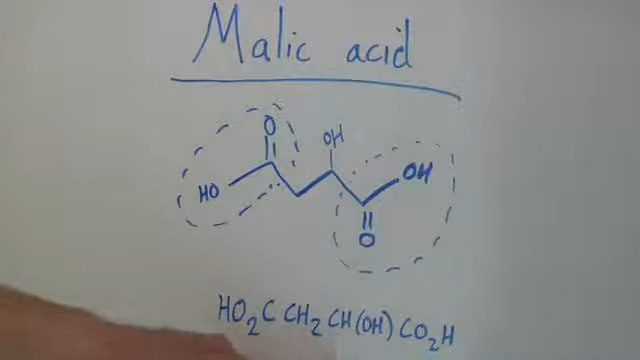 Malic acid
O
OH
HO
OH
O
HO₂C CH₂ CH(OH) CO₂H